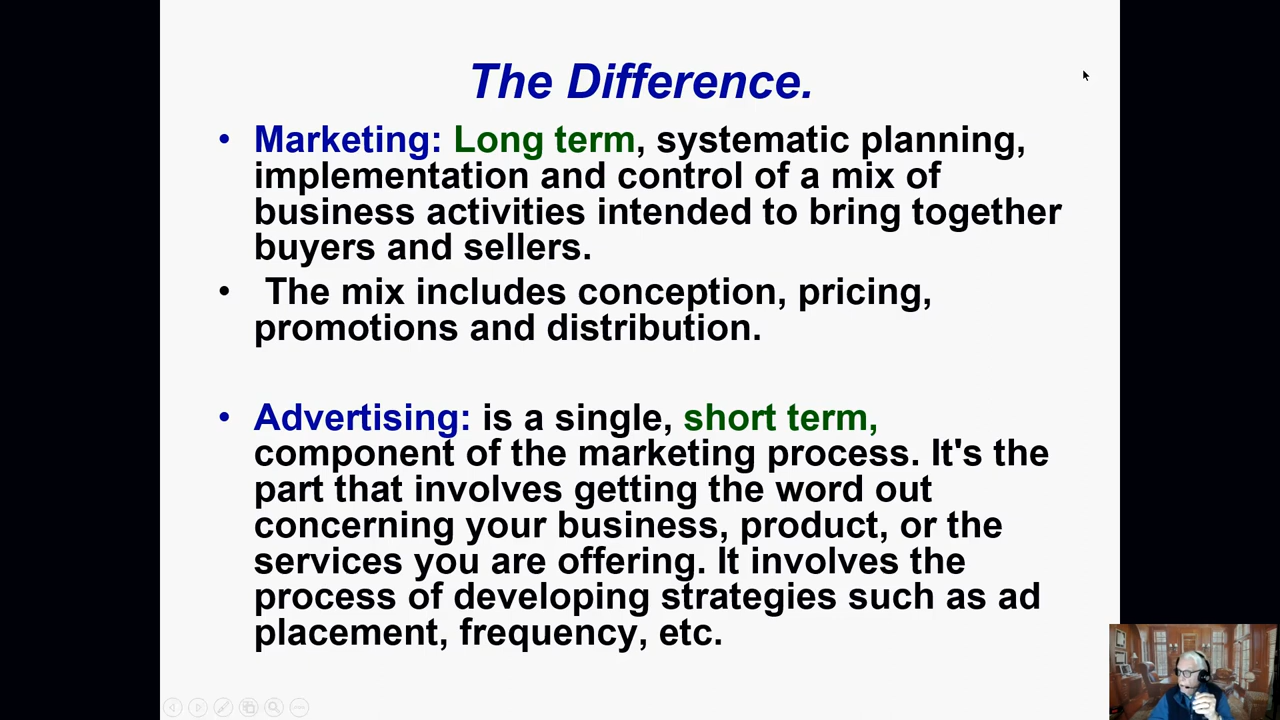 The Difference.
• Marketing: Long term, systematic planning,
implementation and control of a mix of
business activities intended to bring together
buyers and sellers.
• The mix includes conception, pricing,
promotions and distribution.
• Advertising: is a single, short term,
component of the marketing process. It's the
part that involves getting the word out
concerning your business, product, or the
services you are offering. It involves the
process of developing strategies such as ad
placement, frequency, etc.